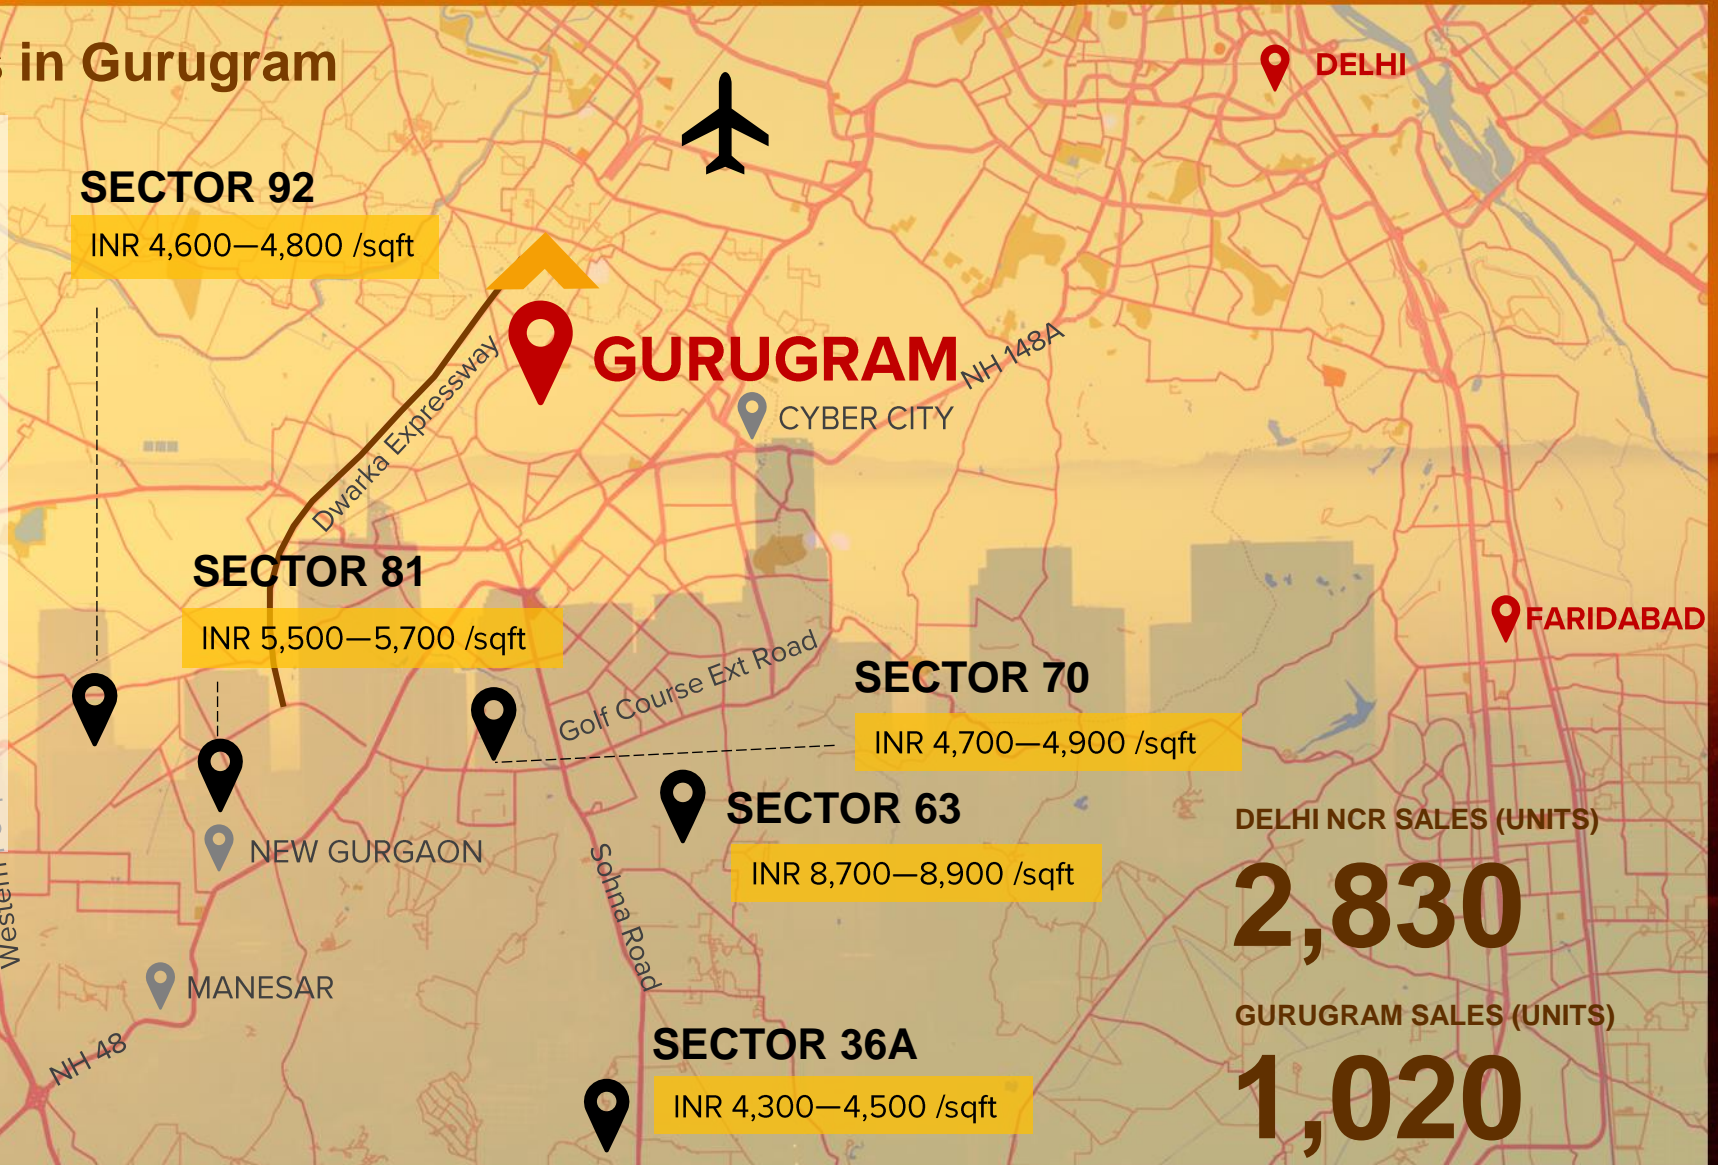 in Gurugram
DELHI
SECTOR 92
INR 4,600—4,800 /sqft
GURUGRAM
NH 148A
CYBER CITY
Dwarka Expressway
SECTOR 81
INR 5,500—5,700 /sqft
FARIDABAD
Golf Course Ext Road
SECTOR 70
INR 4,700—4,900 /sqft
SECTOR 63
INR 8,700—8,900 /sqft
NEW GURGAON
Western
Sohna Road
MANESAR
NH 48
SECTOR 36A
INR 4,300—4,500 /sqft
DELHI NCR SALES (UNITS)
2,830
GURUGRAM SALES (UNITS)
1,020